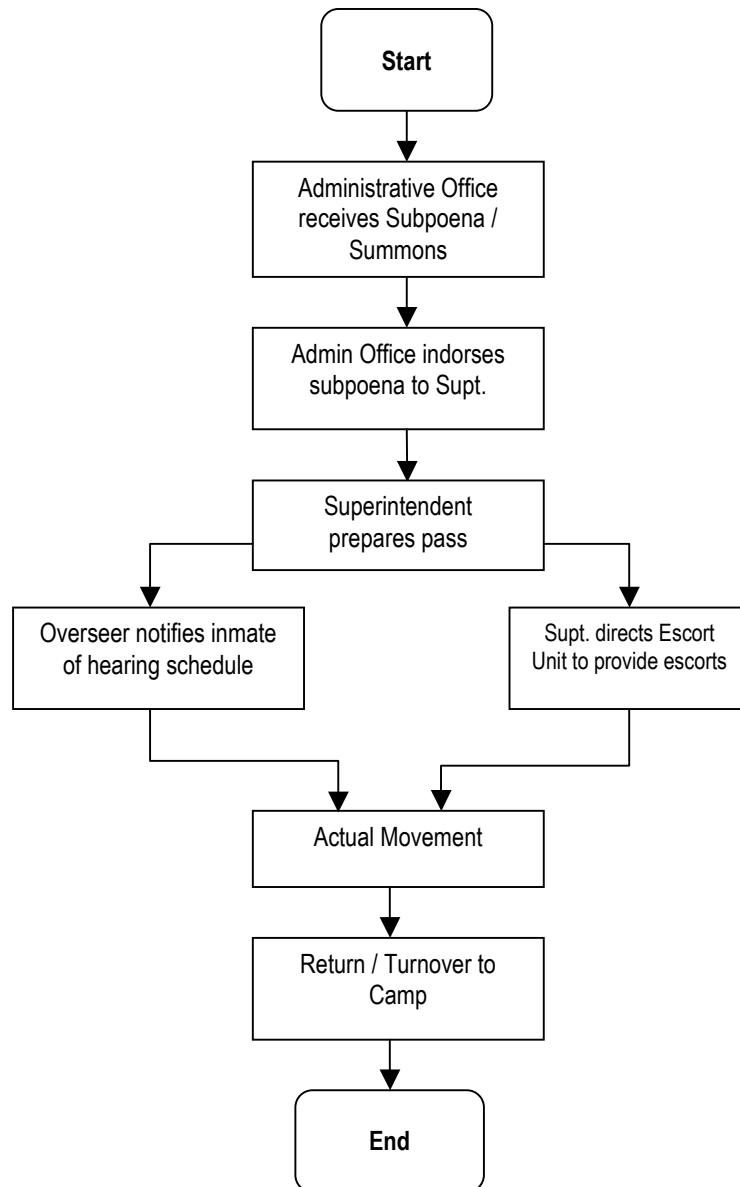 Start
Administrative Office
receives Subpoena /
Summons
Admin Office indorses
subpoena to Supt.
Superintendent
prepares pass
Overseer notifies inmate
of hearing schedule
Supt. directs Escort
Unit to provide escorts
Actual Movement
Return / Turnover to
Camp
End